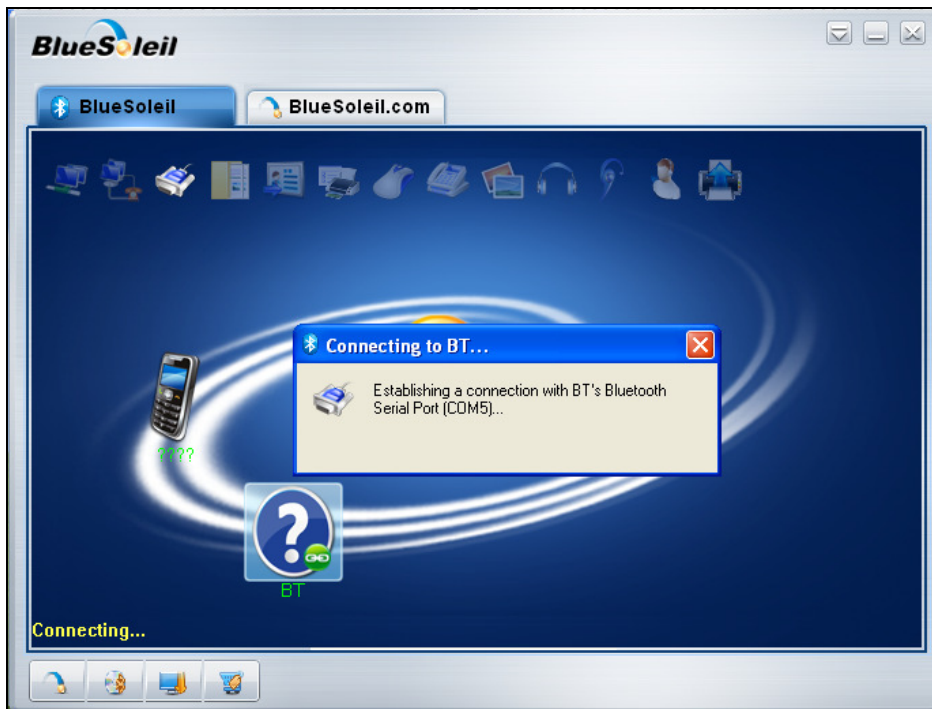 BlueSoleil
BlueSoleil
BlueSoleil.com
Connecting to BT...
Establishing a connection with BT's Bluetooth
Serial Port (COM5)...
????
BT
Connecting...